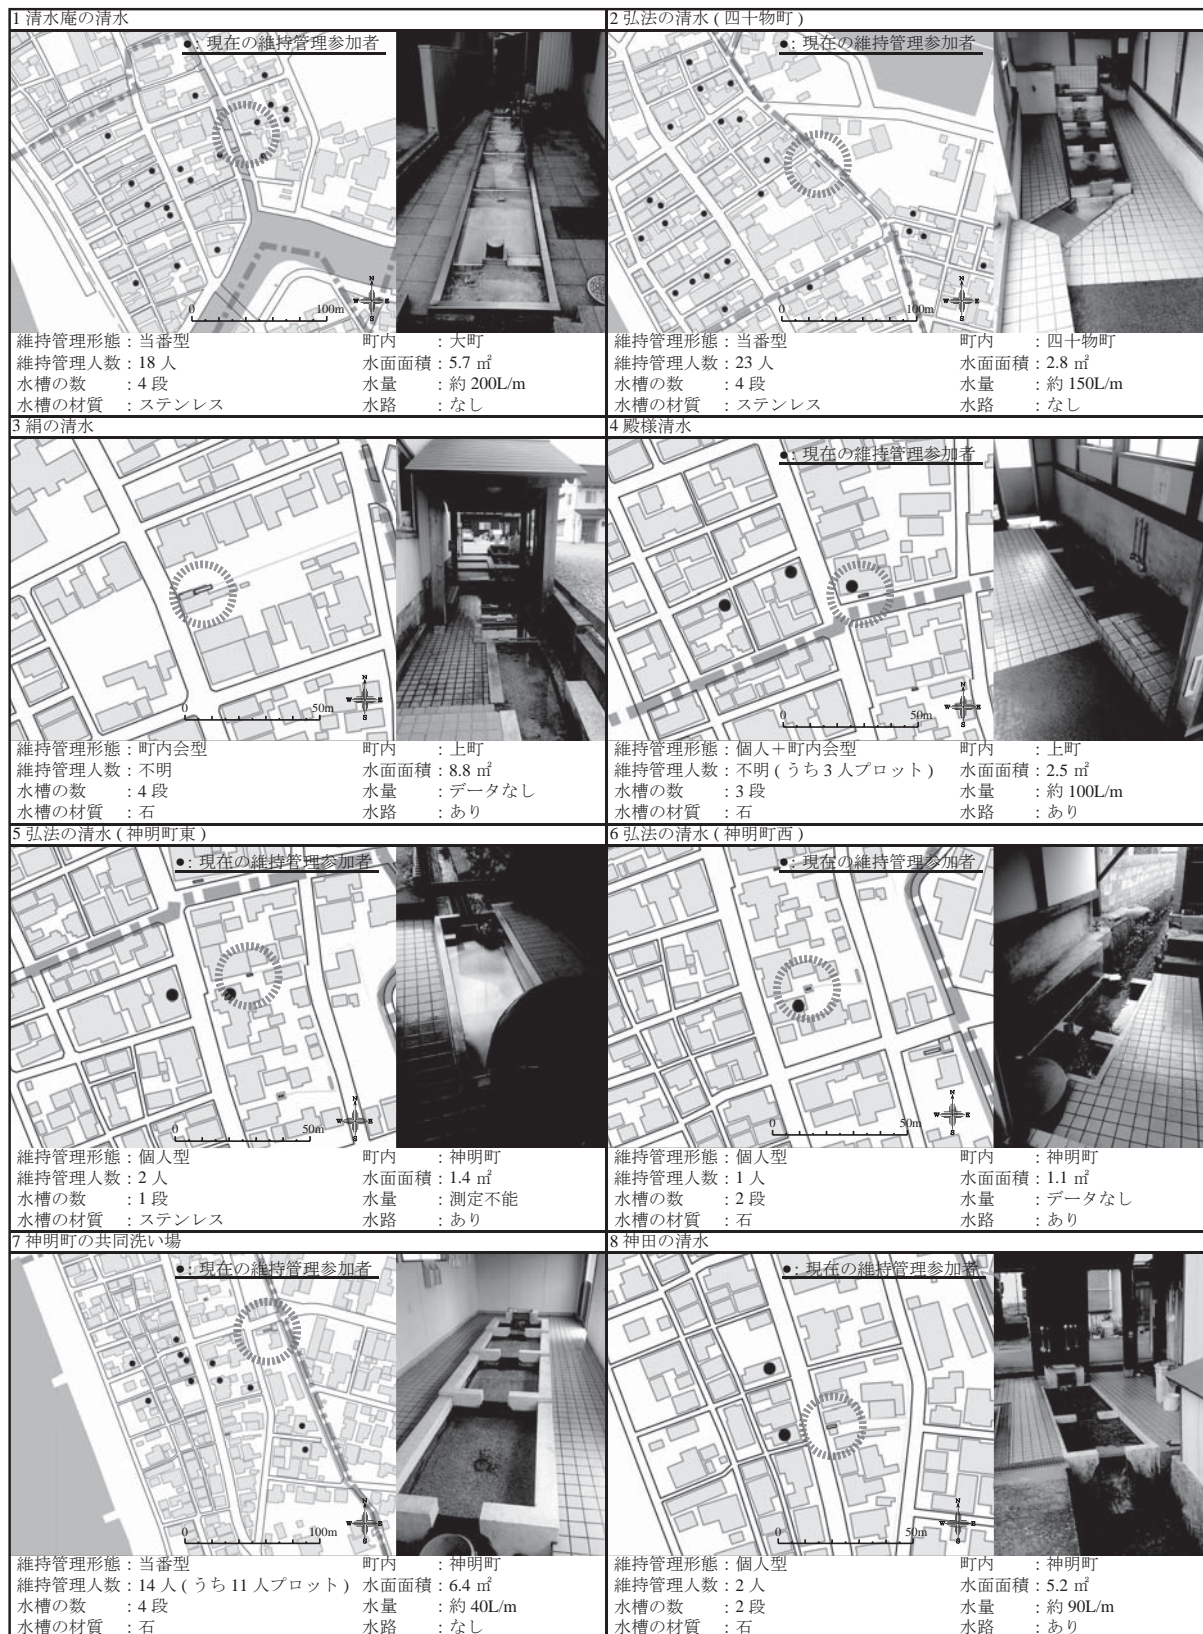 1 清水庵の清水
●: 現在の維持管理参加者
N
W E
S
0 100m
維持管理形態 : 当番型 町内 : 大町
維持管理人数 : 18 人 水面面積 : 5.7 ㎡
水槽の数 : 4 段 水量 : 約 200L/m
水槽の材質 : ステンレス 水路 : なし
2 弘法の清水 ( 四十物町 )
●: 現在の維持管理参加者
N
W E
S
0 100m
維持管理形態 : 当番型 町内 : 四十物町
維持管理人数 : 23 人 水面面積 : 2.8 ㎡
水槽の数 : 4 段 水量 : 約 150L/m
水槽の材質 : ステンレス 水路 : なし
3 絹の清水
N
W E
S
0 50m
維持管理形態 : 町内会型 町内 : 上町
維持管理人数 : 不明 水面面積 : 8.8 ㎡
水槽の数 : 4 段 水量 : データなし
水槽の材質 : 石 水路 : あり
4 殿様清水
●: 現在の維持管理参加者
N
W E
S
0 50m
維持管理形態 : 個人＋町内会型 町内 : 上町
維持管理人数 : 不明 ( うち 3 人プロット ) 水面面積 : 2.5 ㎡
水槽の数 : 3 段 水量 : 約 100L/m
水槽の材質 : 石 水路 : あり
5 弘法の清水 ( 神明町東 )
●: 現在の維持管理参加者
N
W E
S
0 50m
維持管理形態 : 個人型 町内 : 神明町
維持管理人数 : 2 人 水面面積 : 1.4 ㎡
水槽の数 : 1 段 水量 : 測定不能
水槽の材質 : ステンレス 水路 : あり
6 弘法の清水 ( 神明町西 )
●: 現在の維持管理参加者
N
W E
S
0 50m
維持管理形態 : 個人型 町内 : 神明町
維持管理人数 : 1 人 水面面積 : 1.1 ㎡
水槽の数 : 2 段 水量 : データなし
水槽の材質 : 石 水路 : あり
7 神明町の共同洗い場
●: 現在の維持管理参加者
N
W E
S
0 100m
維持管理形態 : 当番型 町内 : 神明町
維持管理人数 : 14 人 ( うち 11 人プロット ) 水面面積 : 6.4 ㎡
水槽の数 : 4 段 水量 : 約 40L/m
水槽の材質 : 石 水路 : なし
8 神田の清水
●: 現在の維持管理参加者
N
W E
S
0 50m
維持管理形態 : 個人型 町内 : 神明町
維持管理人数 : 2 人 水面面積 : 5.2 ㎡
水槽の数 : 2 段 水量 : 約 90L/m
水槽の材質 : 石 水路 : あり